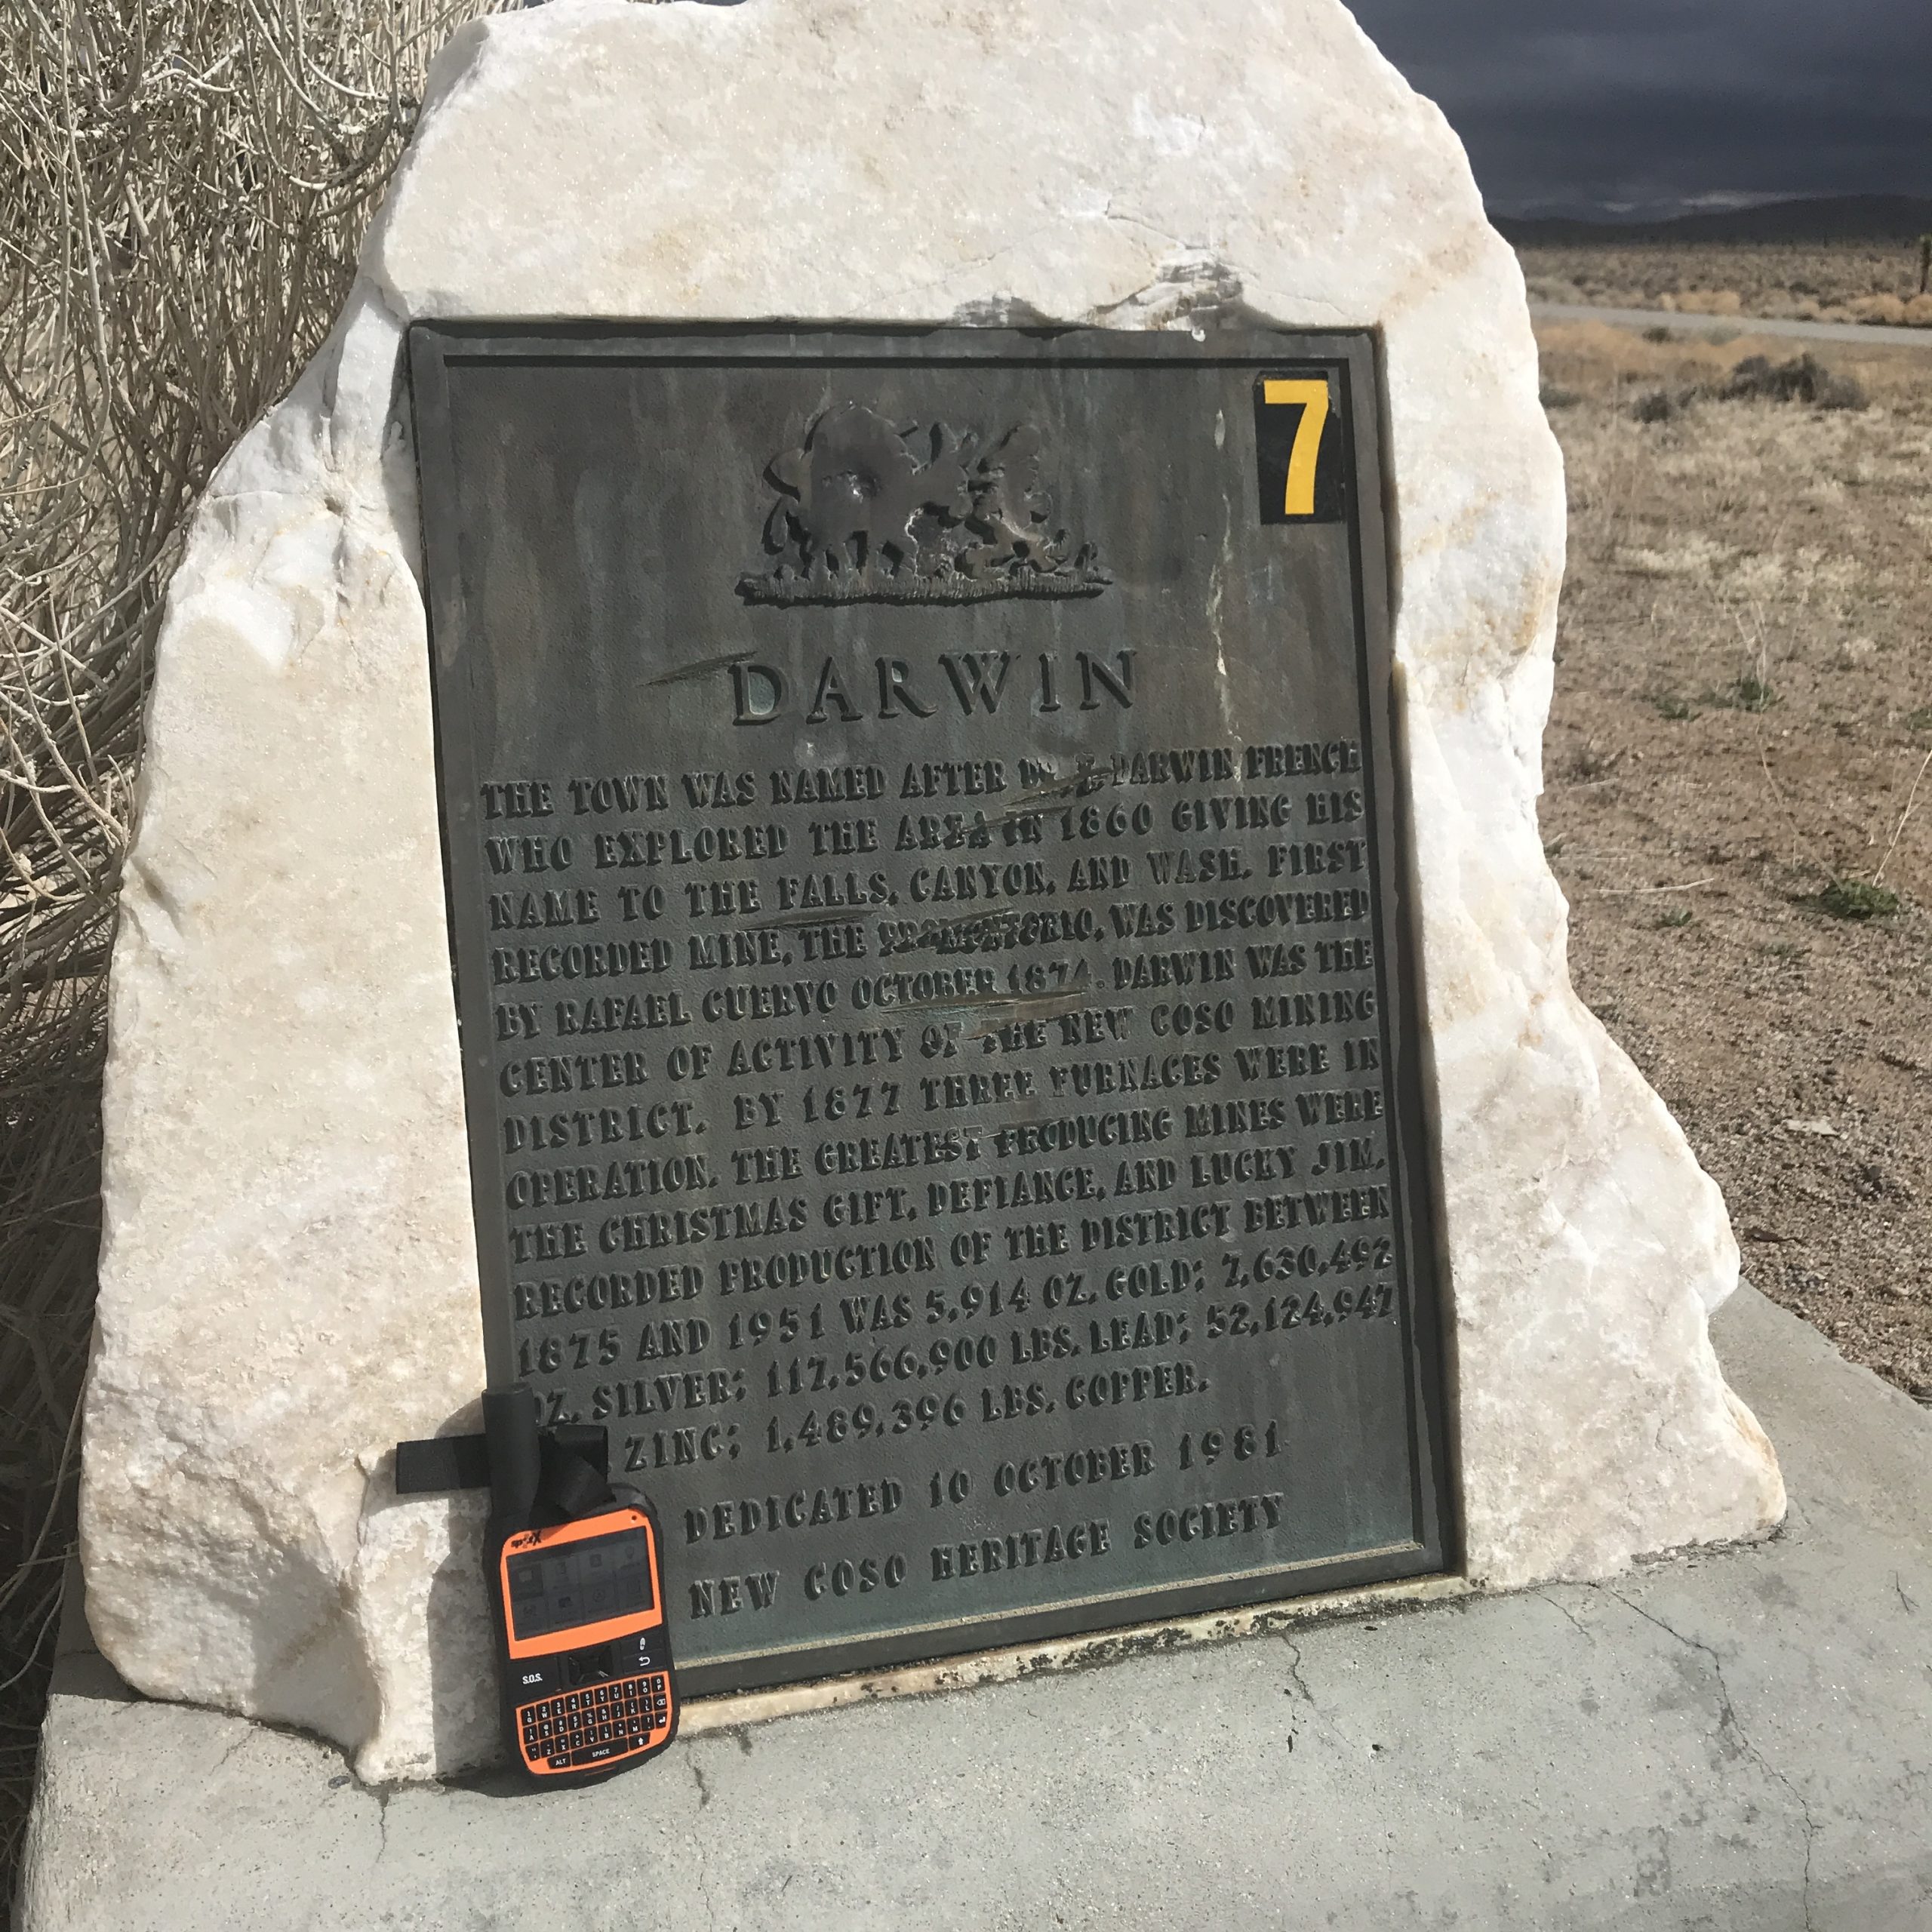 7
DARWIN
THE TOWN WAS NAMED AFTER DARWIN FRENCH
WHO EXPLORED THE AREA IN 1860 GIVING HIS
NAME TO THE FALLS, CANYON, AND WASH. FIRST
RECORDED MINE, THE PROMONTORIO, WAS DISCOVERED
BY RAFAEL CUERVO OCTOBER 1874. DARWIN WAS THE
CENTER OF ACTIVITY OF THE NEW COSO MINING
DISTRICT. BY 1877 THREE FURNACES WERE IN
OPERATION. THE GREATEST PRODUCING MINES WERE
THE CHRISTMAS GIFT, DEFIANCE, AND LUCKY JIM.
RECORDED PRODUCTION OF THE DISTRICT BETWEEN
1875 AND 1951 WAS 5,914 OZ. GOLD; 7,630,492
OZ. SILVER; 117,566,900 LBS. LEAD; 52,124,947
ZINC; 1,489,396 LBS. COPPER.
DEDICATED 10 OCTOBER 1981
NEW COSO HERITAGE SOCIETY
S.O.S.
ALT SPACE